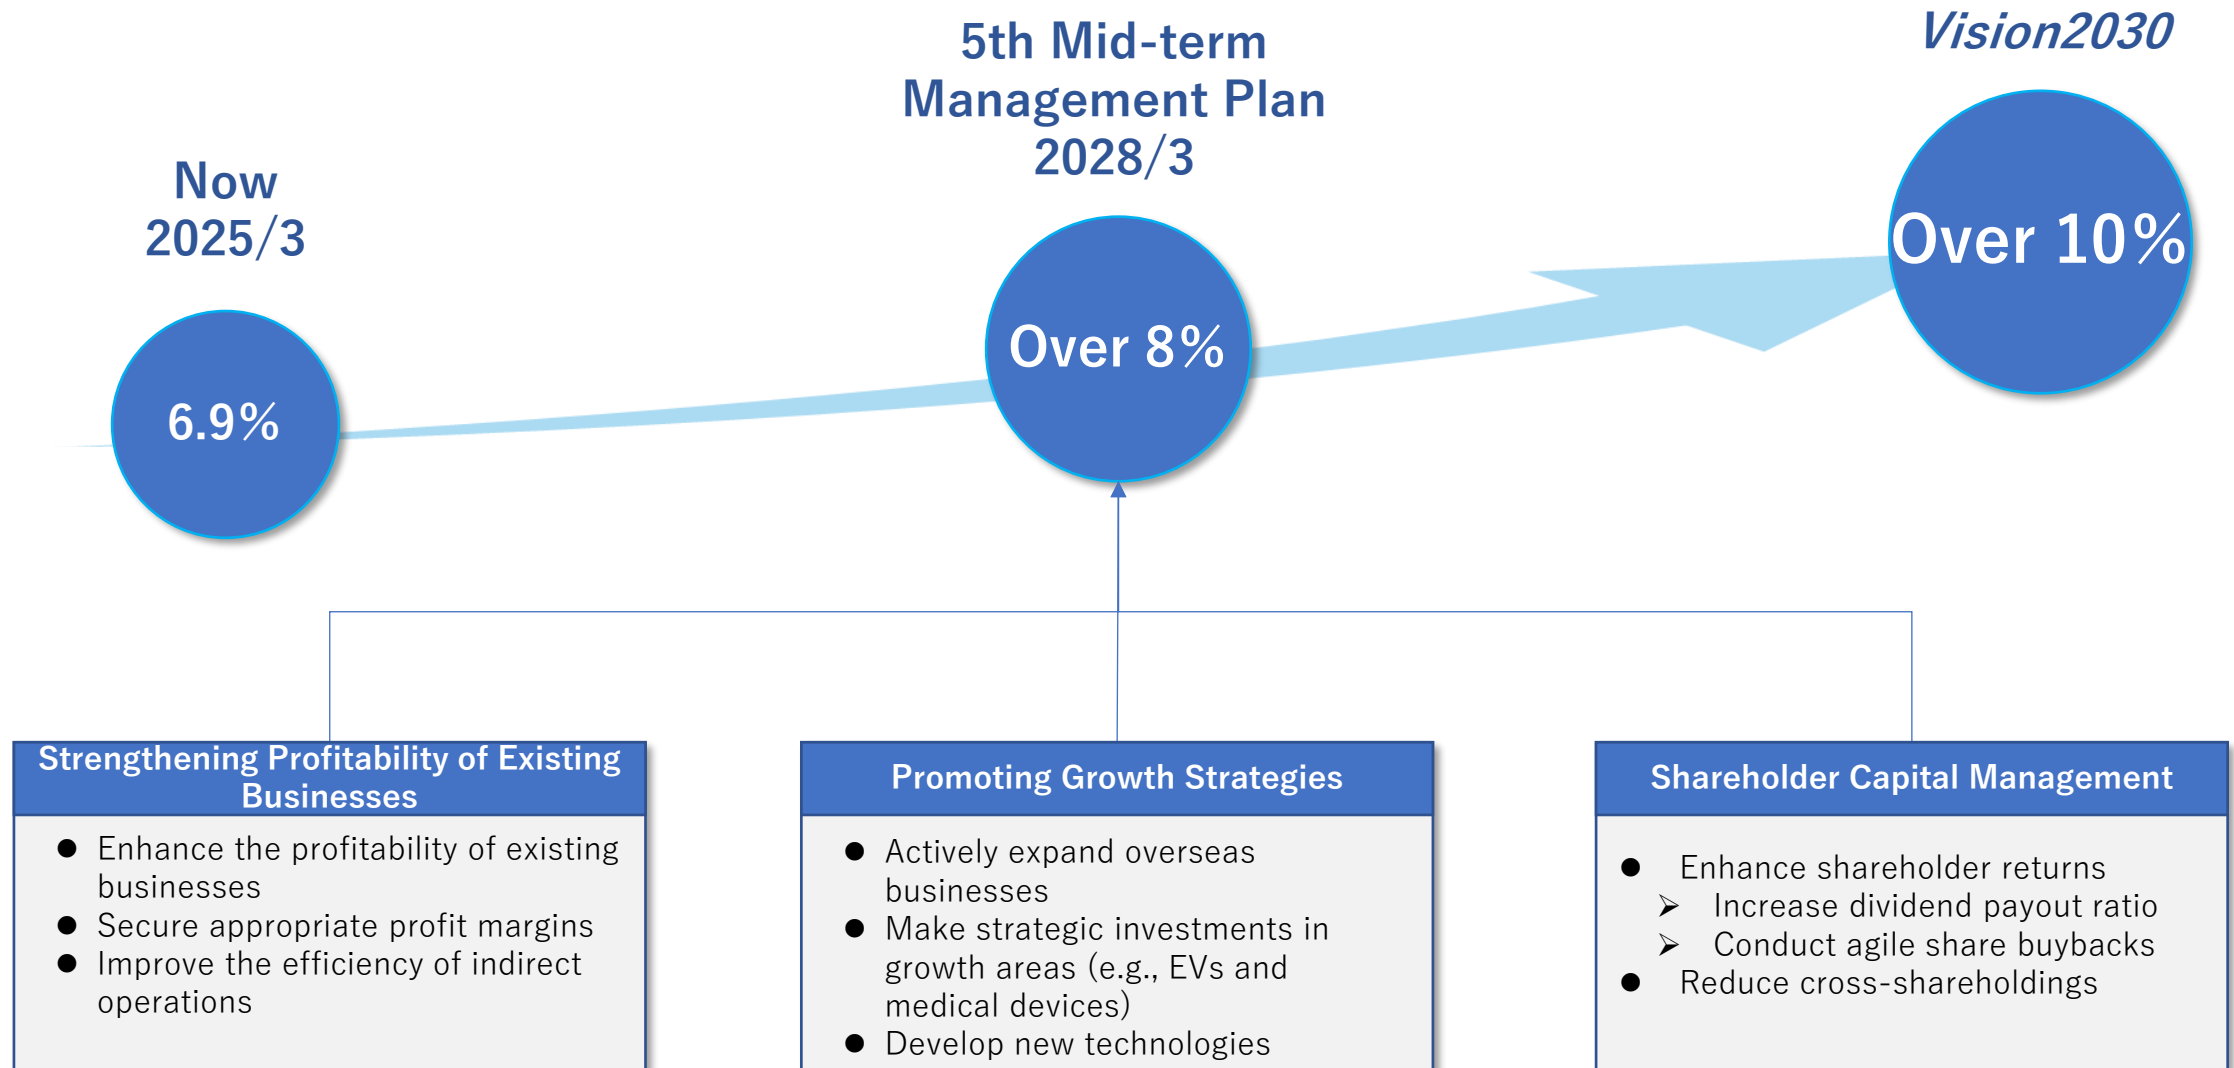 Now
2025/3
6.9%
5th Mid-term
Management Plan
2028/3
Over 8%
Vision2030
Over 10%
Strengthening Profitability of Existing
Businesses
● Enhance the profitability of existing
businesses
● Secure appropriate profit margins
● Improve the efficiency of indirect
operations
Promoting Growth Strategies
● Actively expand overseas
businesses
● Make strategic investments in
growth areas (e.g., EVs and
medical devices)
● Develop new technologies
Shareholder Capital Management
● Enhance shareholder returns
➢ Increase dividend payout ratio
➢ Conduct agile share buybacks
● Reduce cross-shareholdings